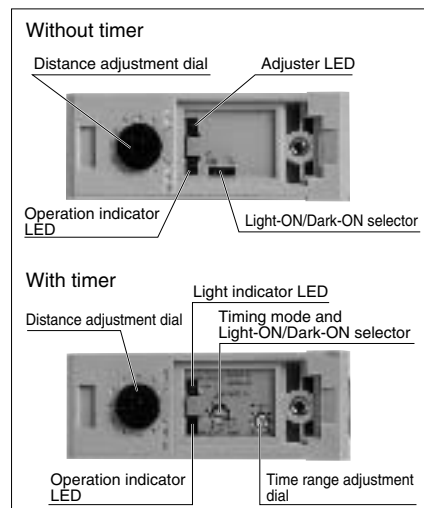 Without timer
Distance adjustment dial
Adjuster LED
Operation indicator
LED
Light-ON/Dark-ON selector
With timer
Light indicator LED
Distance adjustment dial
Timing mode and
Light-ON/Dark-ON selector
Operation indicator
LED
Time range adjustment
dial